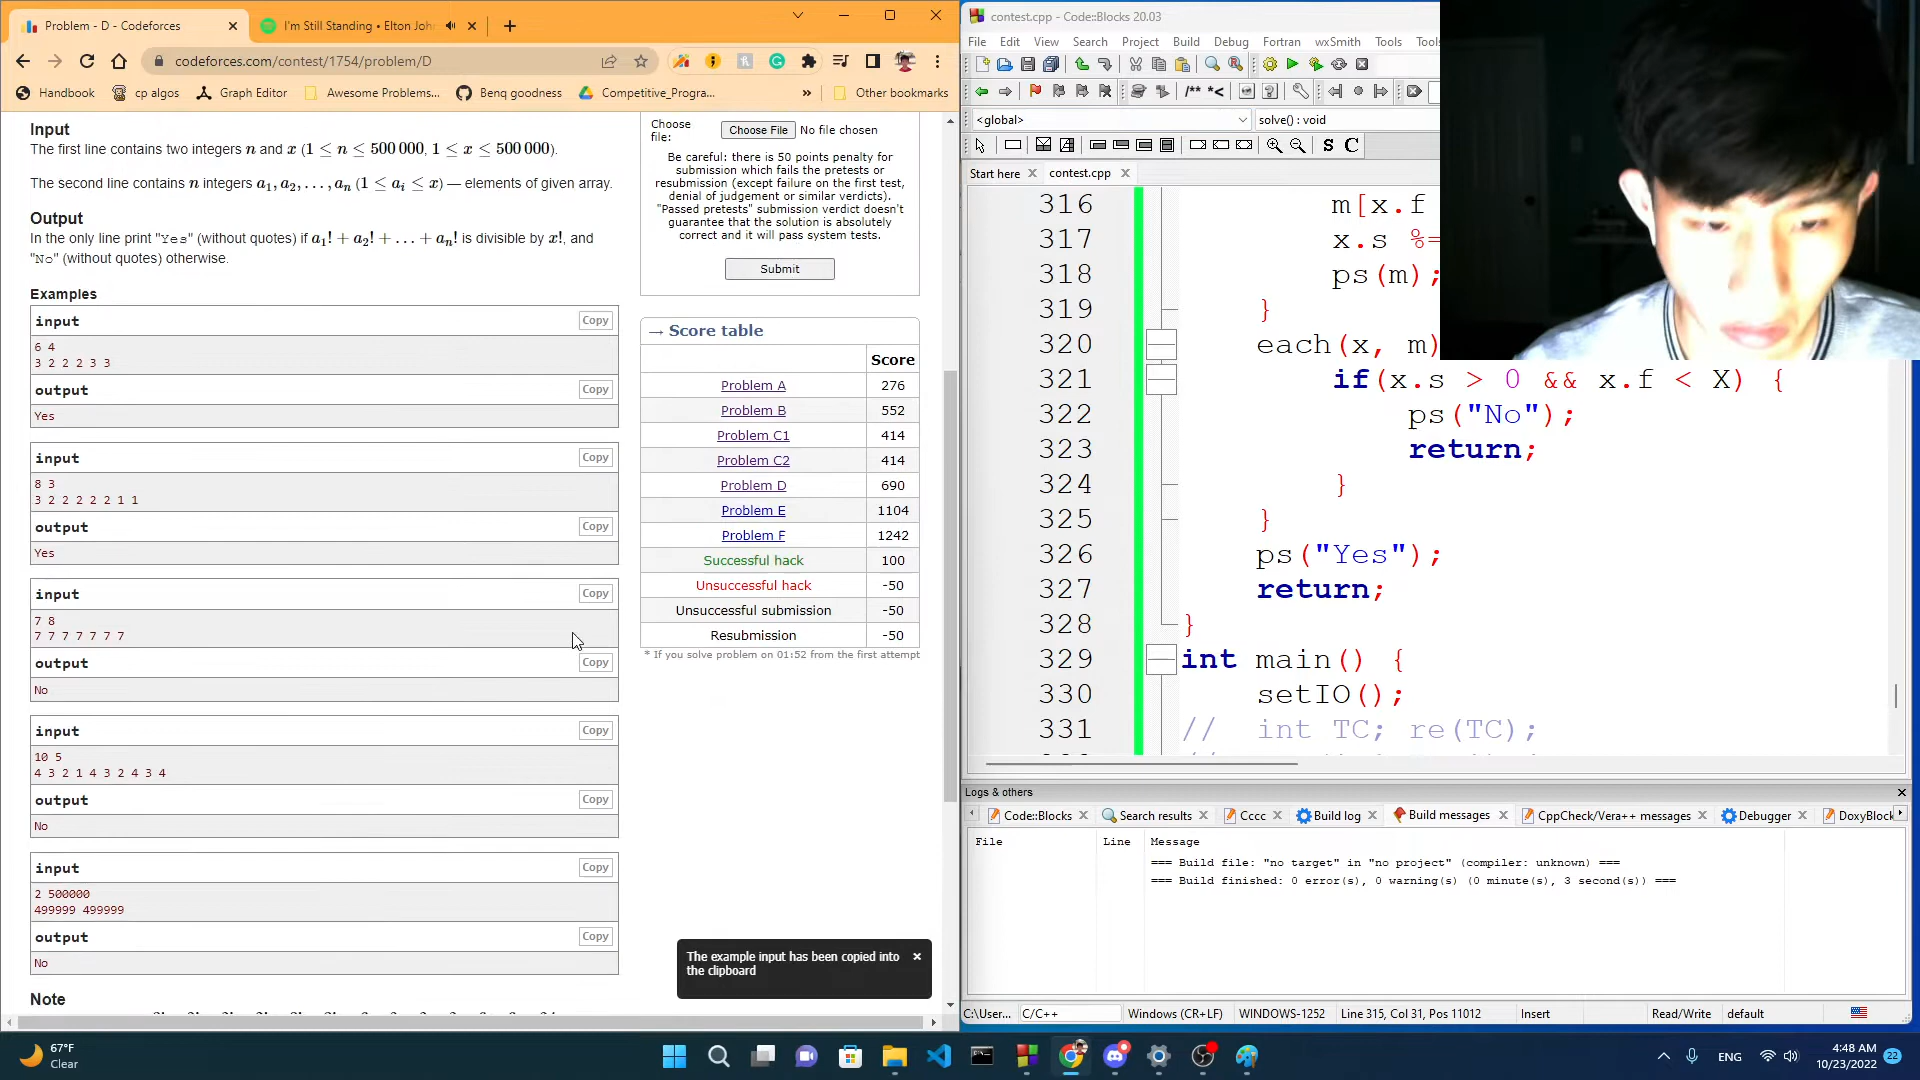 Problem - D - Codeforces
I'm Still Standing • Elton John
codeforces.com/contest/1754/problem/D
Handbook
cp algos
Graph Editor
Awesome Problems...
Benq goodness
Competitive_Progra...
»
Other bookmarks
Input
The first line contains two integers n and x (1 ≤ n ≤ 500 000, 1 ≤ x ≤ 500 000).
The second line contains n integers a1, a2, …, an (1 ≤ ai ≤ x) — elements of given array.
Output
In the only line print "Yes" (without quotes) if a1! + a2! + … + an! is divisible by x!, and
"No" (without quotes) otherwise.
Examples
input
Copy
6 4
3 2 2 2 3 3
output
Copy
Yes
input
Copy
8 3
3 2 2 2 2 2 1 1
output
Copy
Yes
input
Copy
7 8
7 7 7 7 7 7 7
output
Copy
No
input
Copy
10 5
4 3 2 1 4 3 2 4 3 4
output
Copy
No
input
Copy
2 500000
499999 499999
output
Copy
No
Note
Choose
file:
Choose File No file chosen
Be careful: there is 50 points penalty for
submission which fails the pretests or
resubmission (except failure on the first test,
denial of judgement or similar verdicts).
"Passed pretests" submission verdict doesn't
guarantee that the solution is absolutely
correct and it will pass system tests.
Submit
→ Score table
Score
Problem A 276
Problem B 552
Problem C1 414
Problem C2 414
Problem D 690
Problem E 1104
Problem F 1242
Successful hack 100
Unsuccessful hack -50
Unsuccessful submission -50
Resubmission -50
* If you solve problem on 01:52 from the first attempt
The example input has been copied into
the clipboard
contest.cpp - Code::Blocks 20.03
File Edit View Search Project Build Debug Fortran wxSmith Tools Tools
/** *<
<global>
solve() : void
S C
Start here
contest.cpp
316 m[x.f
317 x.s %=
318 ps(m);
319 }
320 each(x, m)
321 if(x.s > 0 && x.f < X) {
322 ps("No");
323 return;
324 }
325 }
326 ps("Yes");
327 return;
328 }
329 int main() {
330 setIO();
331 // int TC; re(TC);
Logs & others
Code::Blocks
Search results
Cccc
Build log
Build messages
CppCheck/Vera++ messages
Debugger
DoxyBlock
File Line Message
=== Build file: "no target" in "no project" (compiler: unknown) ===
=== Build finished: 0 error(s), 0 warning(s) (0 minute(s), 3 second(s)) ===
C:\User... C/C++ Windows (CR+LF) WINDOWS-1252 Line 315, Col 31, Pos 11012 Insert Read/Write default
67°F
Clear
ENG
4:48 AM
10/23/2022
22